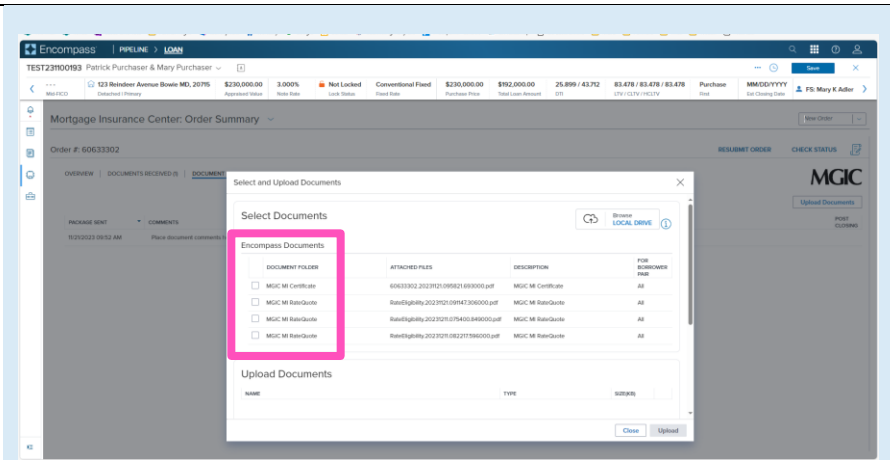 Encompass | PIPELINE > LOAN
TEST231100193 Patrick Purchaser & Mary Purchaser
Save
123 Reindeer Avenue Bowie MD, 20715 $230,000.00 3.000% Not Locked Conventional Fixed $230,000.00 $192,000.00 25.899 / 43.712 83.478 / 83.478 / 83.478 Purchase MM/DD/YYYY FS: Mary K Adler
Mid-FICO Detached | Primary Appraised Value Note Rate Lock Status Fixed Rate Purchase Price Total Loan Amount DTI LTV / CLTV / HCLTV First Est Closing Date
Mortgage Insurance Center: Order Summary
New Order
Order #: 60633302
RESUBMIT ORDER CHECK STATUS
OVERVIEW | DOCUMENTS RECEIVED (1) | DOCUMENT
MGIC
Upload Documents
PACKAGE SENT COMMENTS POST CLOSING
11/21/2023 09:52 AM Place document comments
Select and Upload Documents
Select Documents
Browse
LOCAL DRIVE
1
Encompass Documents
DOCUMENT FOLDER ATTACHED FILES DESCRIPTION FOR BORROWER PAIR
MGIC MI Certificate 60633302.20231121.095821.693000.pdf MGIC MI Certificate All
MGIC MI RateQuote RateEligibility.20231121.091147.306000.pdf MGIC MI RateQuote All
MGIC MI RateQuote RateEligibility.20231211.075400.849000.pdf MGIC MI RateQuote All
MGIC MI RateQuote RateEligibility.20231211.082217.596000.pdf MGIC MI RateQuote All
Upload Documents
NAME TYPE SIZE(KB)
Close Upload